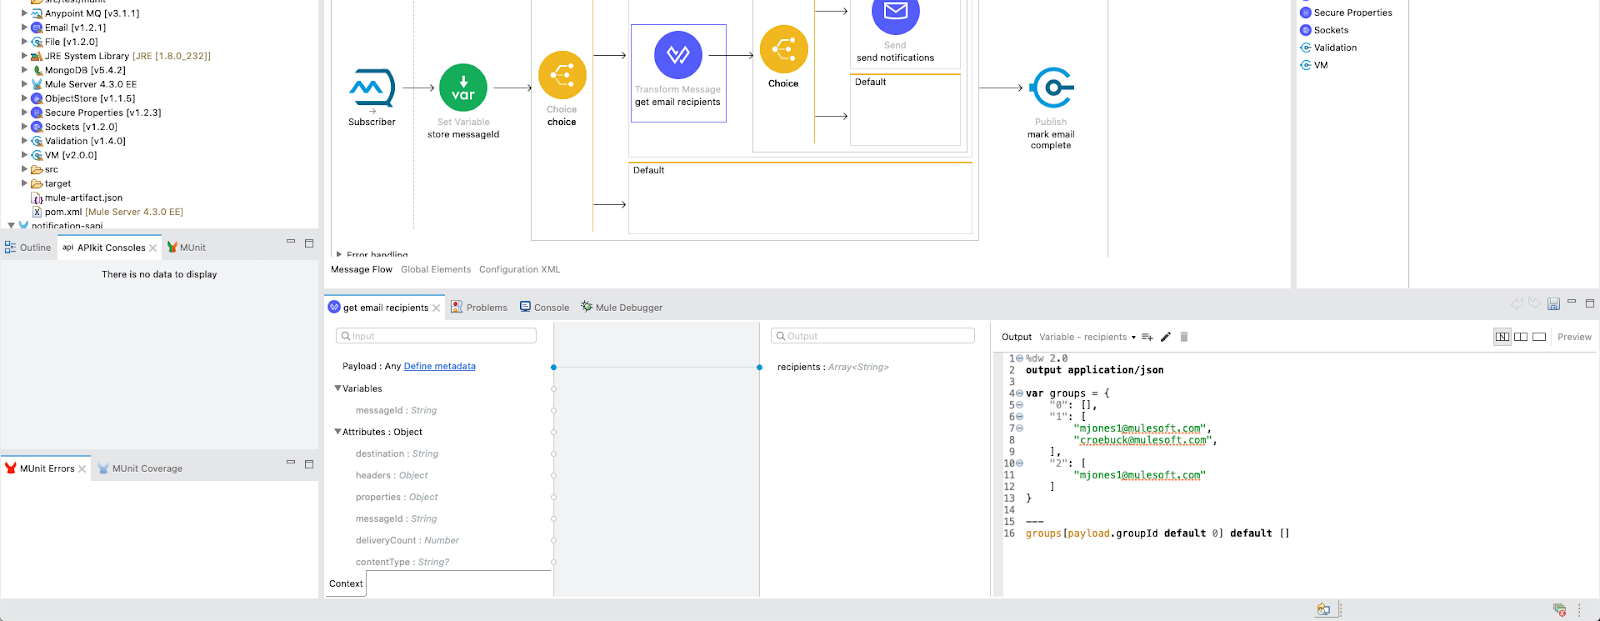 src/test/munit
Anypoint MQ [v3.1.1]
Email [v1.2.1]
File [v1.2.0]
JRE System Library [JRE [1.8.0_232]]
MongoDB [v5.4.2]
Mule Server 4.3.0 EE
ObjectStore [v1.1.5]
Secure Properties [v1.2.3]
Sockets [v1.2.0]
Validation [v1.4.0]
VM [v2.0.0]
src
target
mule-artifact.json
pom.xml [Mule Server 4.3.0 EE]
notification-sapi
Outline
api APIkit Consoles
MUnit
There is no data to display
MUnit Errors
MUnit Coverage
Subscriber
var
Set Variable
store messageId
Choice
choice
Transform Message
get email recipients
Choice
Send
send notifications
Default
Default
Publish
mark email
complete
Error handling
Message Flow Global Elements Configuration XML
Secure Properties
Sockets
Validation
VM
get email recipients
Problems
Console
Mule Debugger
Input
Payload : Any Define metadata
Variables
messageId : String
Attributes : Object
destination : String
headers : Object
properties : Object
messageId : String
deliveryCount : Number
contentType : String?
Context
Output
recipients : Array<String>
Output Variable - recipients
Preview
1 %dw 2.0
2 output application/json
3
4 var groups = {
5 "0": [],
6 "1": [
7 "mjones1@mulesoft.com",
8 "croebuck@mulesoft.com",
9 ],
10 "2": [
11 "mjones1@mulesoft.com"
12 ]
13 }
14
15 ---
16 groups[payload.groupId default 0] default []